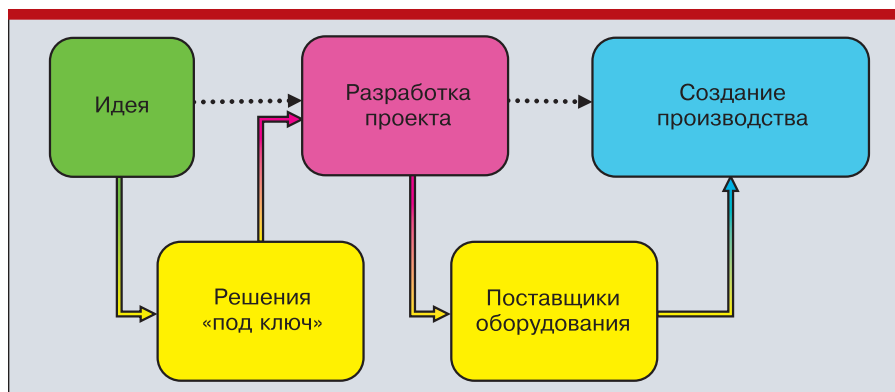 Идея
Разработка
проекта
Создание
производства
Решения
«под ключ»
Поставщики
оборудования